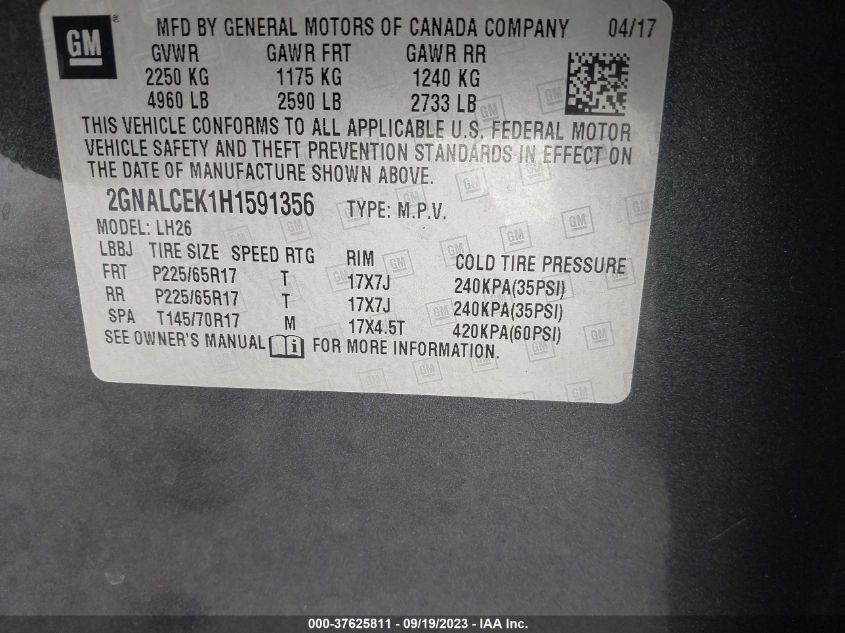 GM ® MFD BY GENERAL MOTORS OF CANADA COMPANY 04/17
GVWR GAWR FRT GAWR RR
2250 KG 1175 KG 1240 KG
4960 LB 2590 LB 2733 LB
THIS VEHICLE CONFORMS TO ALL APPLICABLE U.S. FEDERAL MOTOR
VEHICLE SAFETY AND THEFT PREVENTION STANDARDS IN EFFECT ON
THE DATE OF MANUFACTURE SHOWN ABOVE.
2GNALCEK1H1591356 TYPE: M.P.V.
MODEL: LH26
LBBJ TIRE SIZE SPEED RTG RIM COLD TIRE PRESSURE
FRT P225/65R17 T 17X7J 240KPA(35PSI)
RR P225/65R17 T 17X7J 240KPA(35PSI)
SPA T145/70R17 M 17X4.5T 420KPA(60PSI)
SEE OWNER'S MANUAL i FOR MORE INFORMATION.
000-37625811 - 09/19/2023 - IAA Inc.